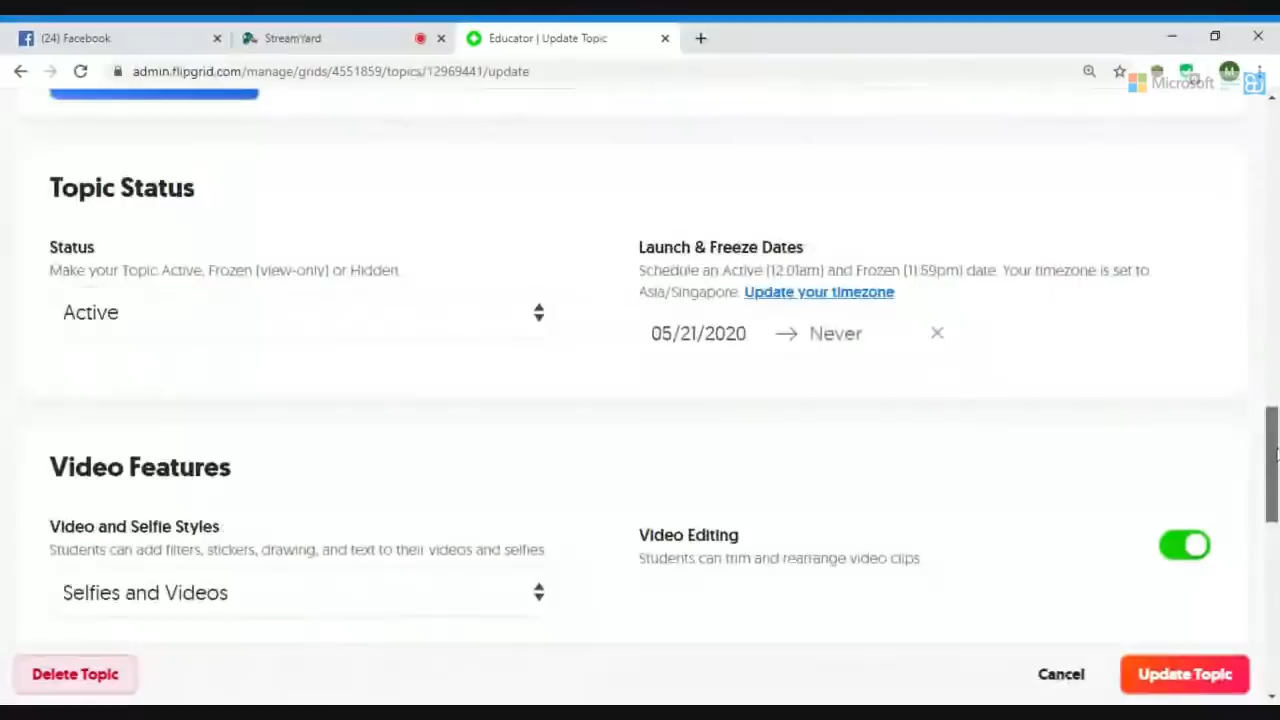 (24) Facebook
StreamYard
Educator | Update Topic
admin.flipgrid.com/manage/grids/4551859/topics/12969441/update
Microsoft
Topic Status
Status
Make your Topic Active, Frozen (view-only) or Hidden.
Active
Launch & Freeze Dates
Schedule an Active (12:01am) and Frozen (11:59pm) date. Your timezone is set to
Asia/Singapore. Update your timezone
05/21/2020 → Never
Video Features
Video and Selfie Styles
Students can add filters, stickers, drawing, and text to their videos and selfies
Selfies and Videos
Video Editing
Students can trim and rearrange video clips
Delete Topic
Cancel
Update Topic